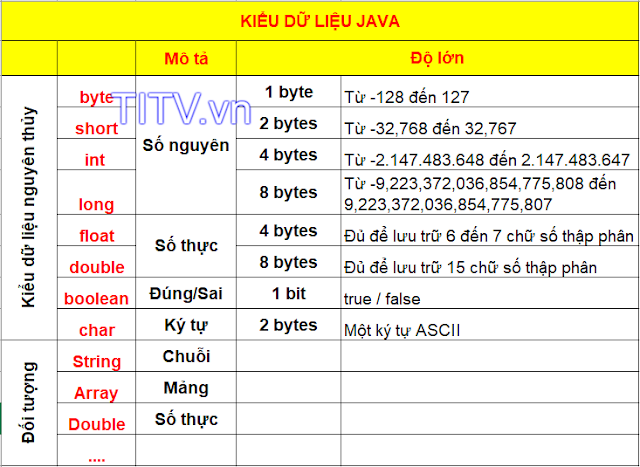 KIỂU DỮ LIỆU JAVA
Mô tả Độ lớn
Kiểu dữ liệu nguyên thủy
byte Số nguyên 1 byte Từ -128 đến 127
TITV.vn
short 2 bytes Từ -32,768 đến 32,767
int 4 bytes Từ -2.147.483.648 đến 2.147.483.647
long 8 bytes Từ -9,223,372,036,854,775,808 đến
9,223,372,036,854,775,807
float Số thực 4 bytes Đủ để lưu trữ 6 đến 7 chữ số thập phân
double 8 bytes Đủ để lưu trữ 15 chữ số thập phân
boolean Đúng/Sai 1 bit true / false
char Ký tự 2 bytes Một ký tự ASCII
Đối tượng
String Chuỗi
Array Mảng
Double Số thực
....